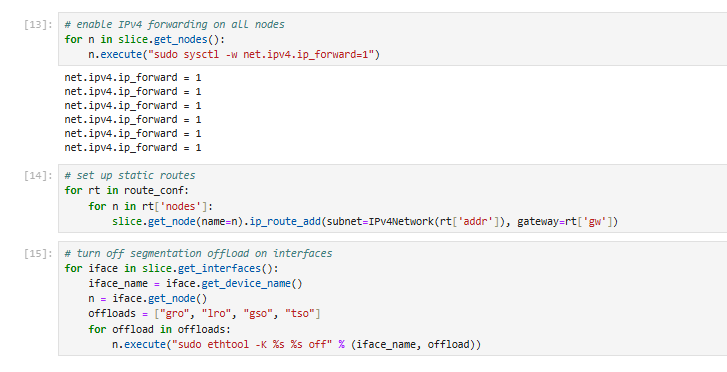 [13]: # enable IPv4 forwarding on all nodes
for n in slice.get_nodes():
    n.execute("sudo sysctl -w net.ipv4.ip_forward=1")
net.ipv4.ip_forward = 1
net.ipv4.ip_forward = 1
net.ipv4.ip_forward = 1
net.ipv4.ip_forward = 1
net.ipv4.ip_forward = 1
net.ipv4.ip_forward = 1
[14]: # set up static routes
for rt in route_conf:
    for n in rt['nodes']:
        slice.get_node(name=n).ip_route_add(subnet=IPv4Network(rt['addr']), gateway=rt['gw'])
[15]: # turn off segmentation offload on interfaces
for iface in slice.get_interfaces():
    iface_name = iface.get_device_name()
    n = iface.get_node()
    offloads = ["gro", "lro", "gso", "tso"]
    for offload in offloads:
        n.execute("sudo ethtool -K %s %s off" % (iface_name, offload))